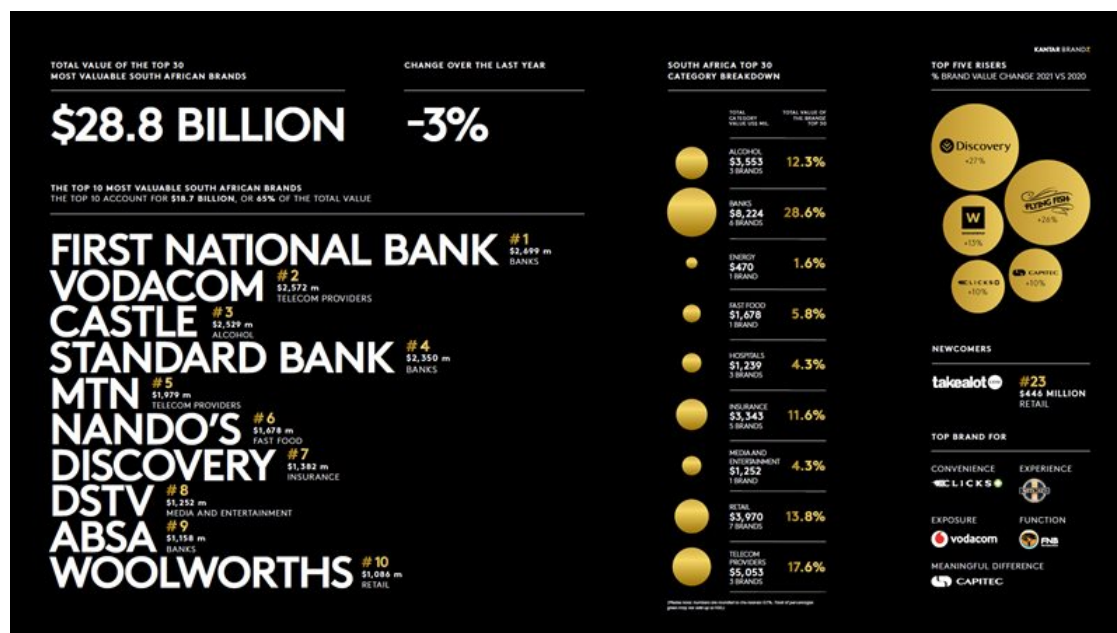 KANTAR BRANDZ
TOTAL VALUE OF THE TOP 30
MOST VALUABLE SOUTH AFRICAN BRANDS
$28.8 BILLION
CHANGE OVER THE LAST YEAR
-3%
THE TOP 10 MOST VALUABLE SOUTH AFRICAN BRANDS
THE TOP 10 ACCOUNT FOR $18.7 BILLION, OR 65% OF THE TOTAL VALUE
FIRST NATIONAL BANK
#1
$2,699 m
BANKS
VODACOM
#2
$2,572 m
TELECOM PROVIDERS
CASTLE
#3
$2,529 m
ALCOHOL
STANDARD BANK
#4
$2,350 m
BANKS
MTN
#5
$1,979 m
TELECOM PROVIDERS
NANDO'S
#6
$1,678 m
FAST FOOD
DISCOVERY
#7
$1,382 m
INSURANCE
DSTV
#8
$1,252 m
MEDIA AND ENTERTAINMENT
ABSA
#9
$1,158 m
BANKS
WOOLWORTHS
#10
$1,086 m
RETAIL
SOUTH AFRICA TOP 30
CATEGORY BREAKDOWN
TOTAL
CATEGORY
VALUE US$ MIL.
TOTAL VALUE OF
THE BRANDZ
TOP 30
ALCOHOL
$3,553
3 BRANDS
12.3%
BANKS
$8,224
6 BRANDS
28.6%
ENERGY
$470
1 BRAND
1.6%
FAST FOOD
$1,678
1 BRAND
5.8%
HOSPITALS
$1,239
3 BRANDS
4.3%
INSURANCE
$3,343
5 BRANDS
11.6%
MEDIA AND
ENTERTAINMENT
$1,252
1 BRAND
4.3%
RETAIL
$3,970
7 BRANDS
13.8%
TELECOM
PROVIDERS
$5,053
3 BRANDS
17.6%
TOP FIVE RISERS
% BRAND VALUE CHANGE 2021 VS 2020
Discovery
+27%
FLYING FISH
+26%
W
+13%
CLICKS
+10%
CAPITEC
+10%
NEWCOMERS
takealot
#23
$446 MILLION
RETAIL
TOP BRAND FOR
CONVENIENCE
CLICKS
EXPERIENCE
EXPOSURE
vodacom
FUNCTION
FNB
MEANINGFUL DIFFERENCE
CAPITEC